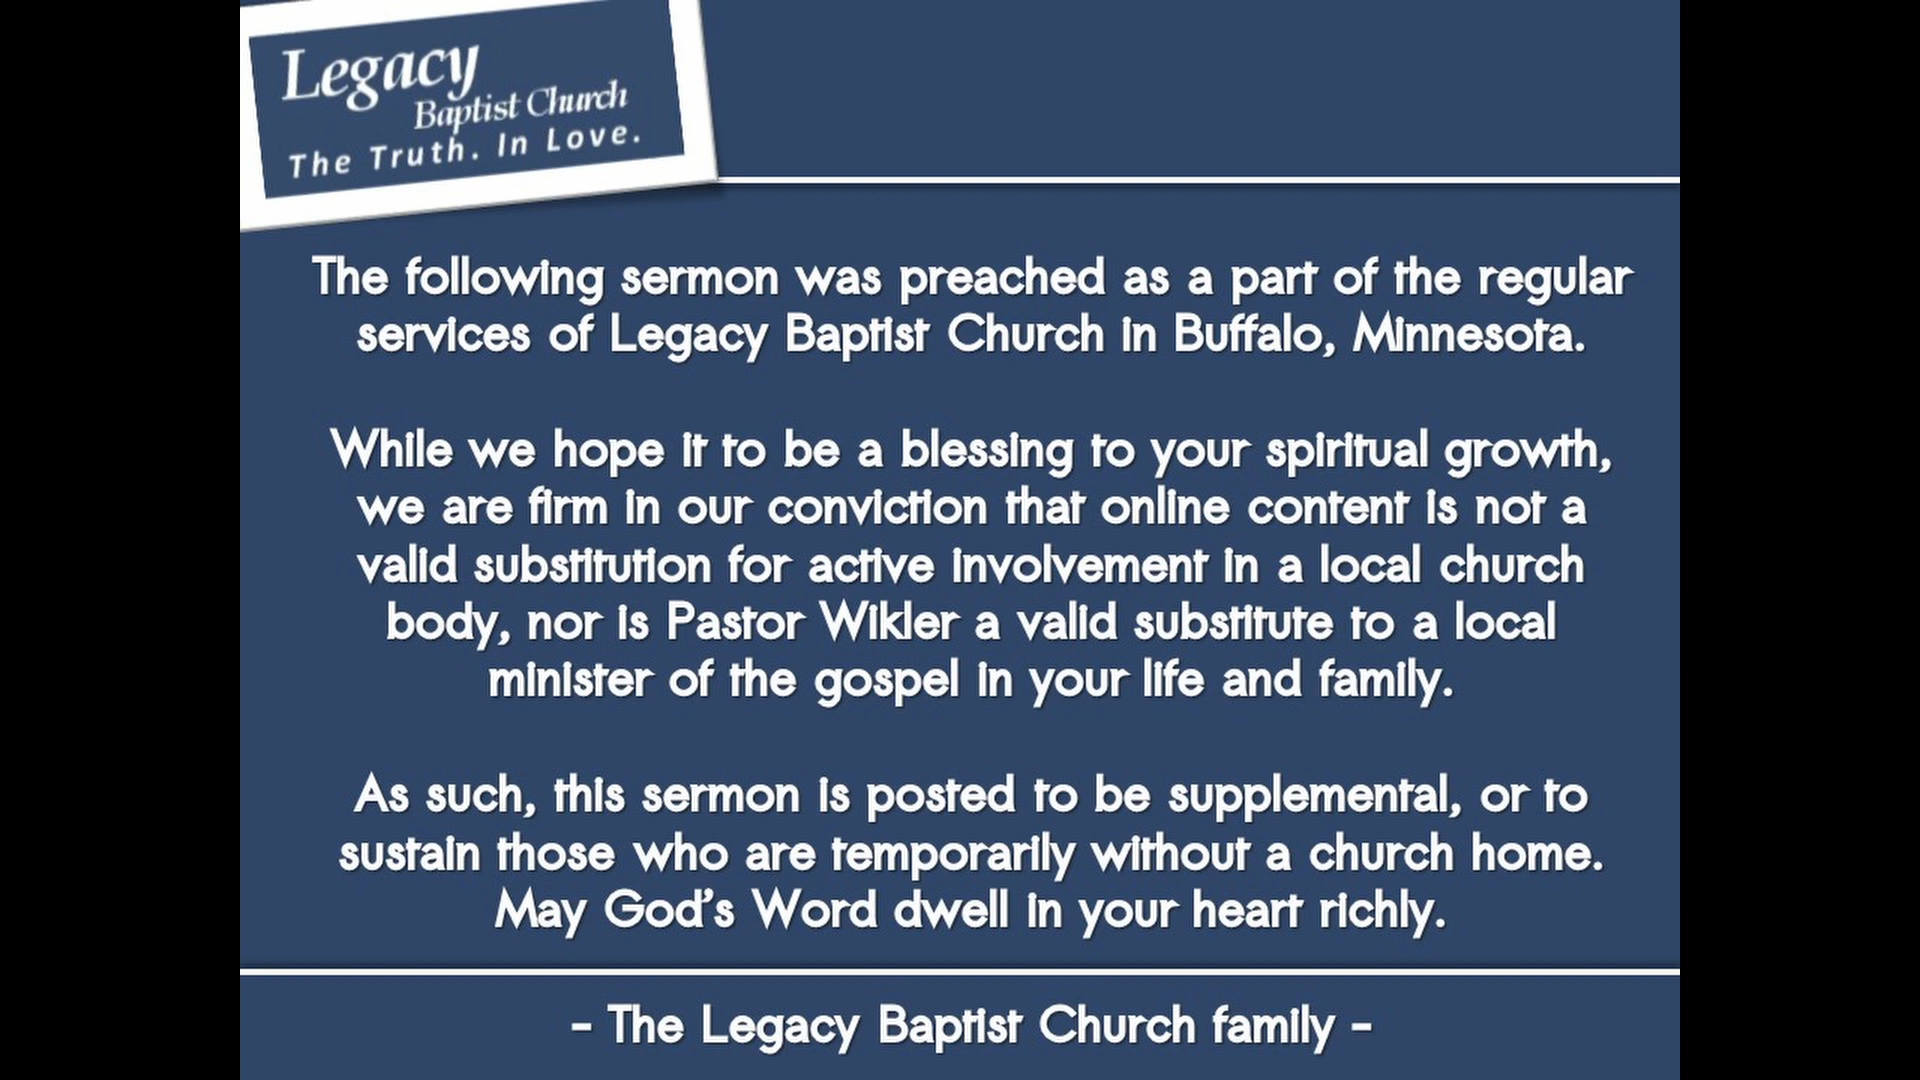 Legacy
Baptist Church
The Truth. In Love.
The following sermon was preached as a part of the regular
services of Legacy Baptist Church in Buffalo, Minnesota.
While we hope it to be a blessing to your spiritual growth,
we are firm in our conviction that online content is not a
valid substitution for active involvement in a local church
body, nor is Pastor Wikler a valid substitute to a local
minister of the gospel in your life and family.
As such, this sermon is posted to be supplemental, or to
sustain those who are temporarily without a church home.
May God’s Word dwell in your heart richly.
- The Legacy Baptist Church family -